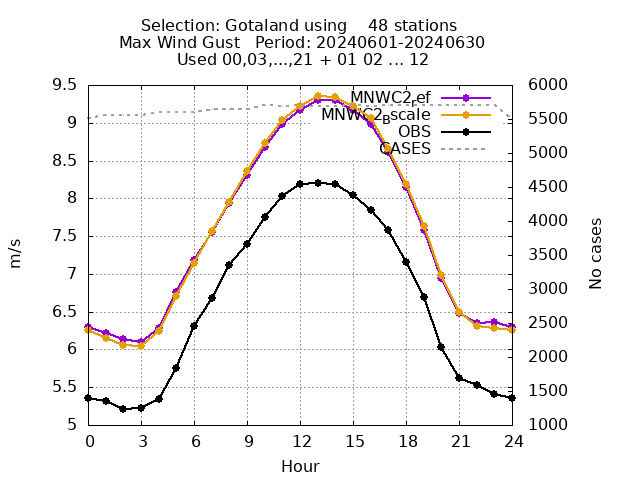 Selection: Gotaland using 48 stations
Max Wind Gust Period: 20240601-20240630
Used 00,03,...,21 + 01 02 ... 12
9.5 6000
MNWC2ref
MNWC2Bscale
OBS
CASES
9 5500
8.5 5000
8 4500
7.5 4000
7 3500
6.5 3000
6 2500
5.5 2000
5 1500
1000
m/s
No cases
0 3 6 9 12 15 18 21 24
Hour